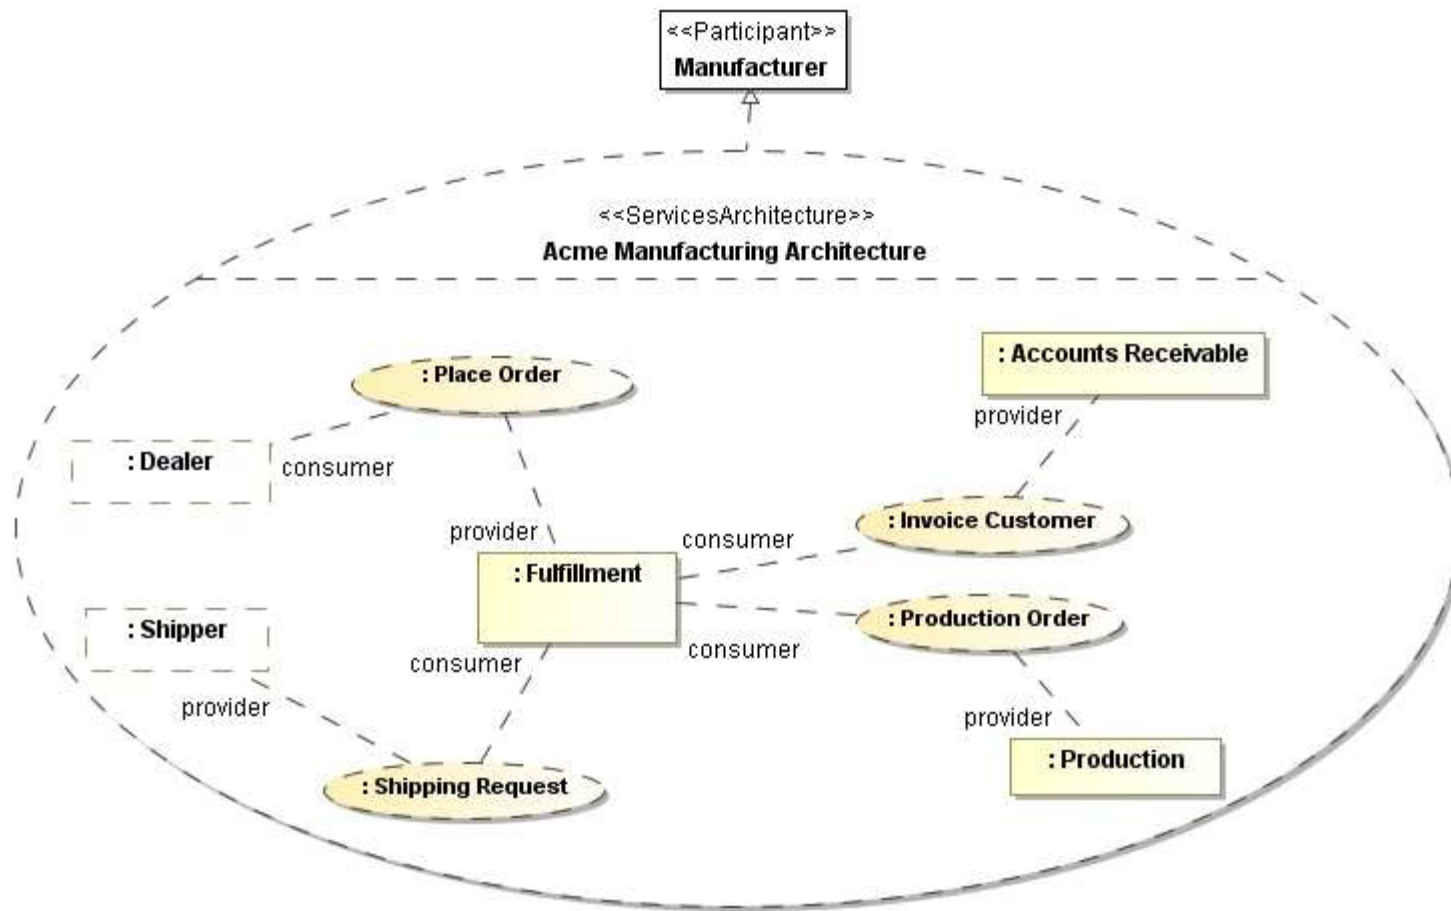 <<Participant>>
Manufacturer
<<ServicesArchitecture>>
Acme Manufacturing Architecture
: Place Order
: Accounts Receivable
provider
: Dealer
consumer
: Invoice Customer
provider
consumer
: Fulfillment
: Shipper
: Production Order
consumer
consumer
provider
provider
: Production
: Shipping Request